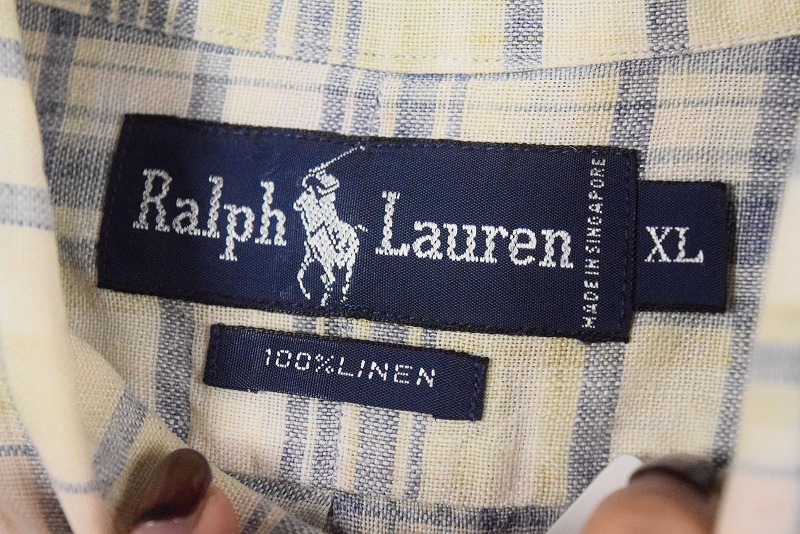 Ralph Lauren
MADE IN SINGAPORE
XL
100% LINEN